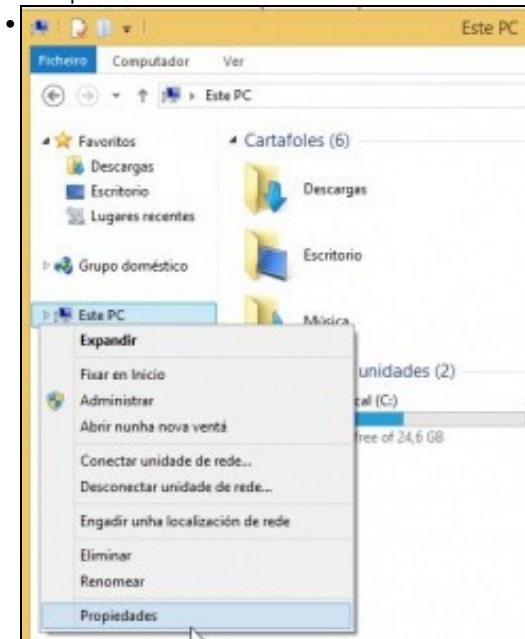 Este PC
Ficheiro Computador Ver
Este PC
Favoritos
Descargas
Escritorio
Lugares recentes
Grupo doméstico
Este PC
Cartafoles (6)
Descargas
Escritorio
Música
Expandir
Fixar en Inicio
Administrar
Abrir nunha nova ventá
Conectar unidade de rede...
Desconectar unidade de rede...
Engadir unha localización de rede
Eliminar
Renomear
Propiedades
unidades (2)
cal (C:)
free of 24,6 GB